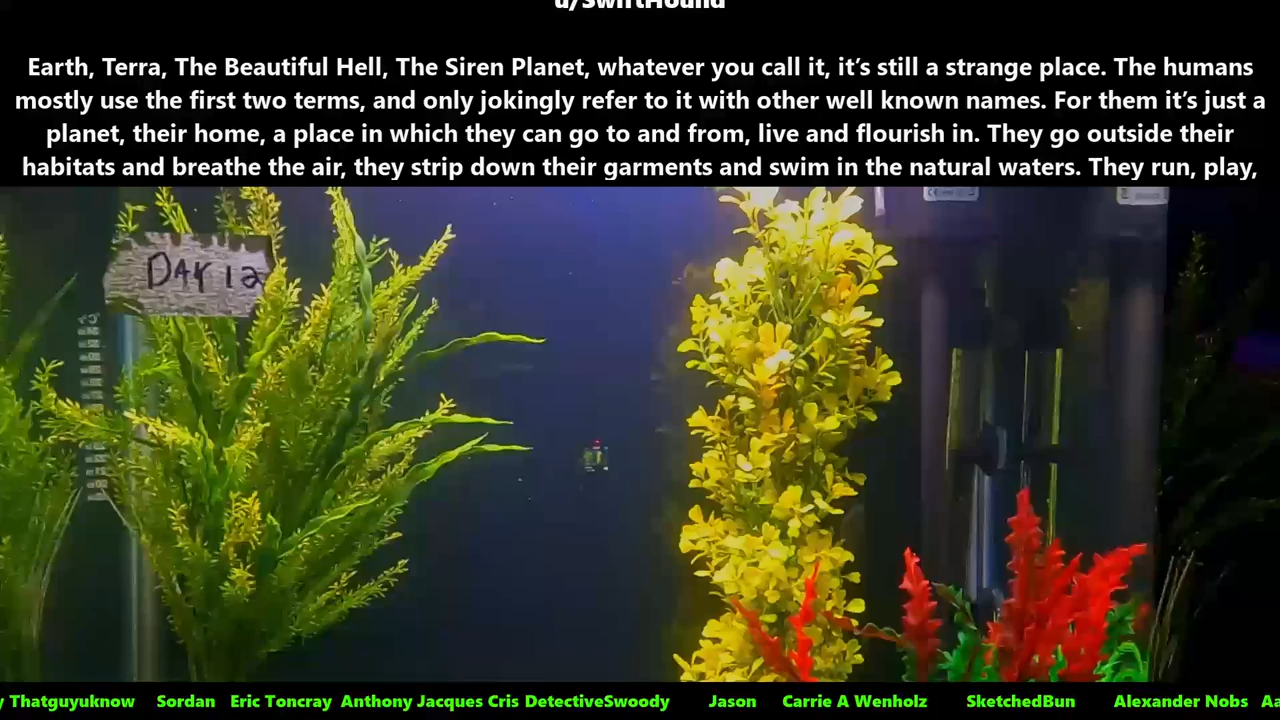 u/SwiftHound
Earth, Terra, The Beautiful Hell, The Siren Planet, whatever you call it, it’s still a strange place. The humans
mostly use the first two terms, and only jokingly refer to it with other well known names. For them it’s just a
planet, their home, a place in which they can go to and from, live and flourish in. They go outside their
habitats and breathe the air, they strip down their garments and swim in the natural waters. They run, play,
DAY 12
Thatguyuknow Sordan Eric Toncray Anthony Jacques Cris DetectiveSwoody Jason Carrie A Wenholz SketchedBun Alexander Nobs